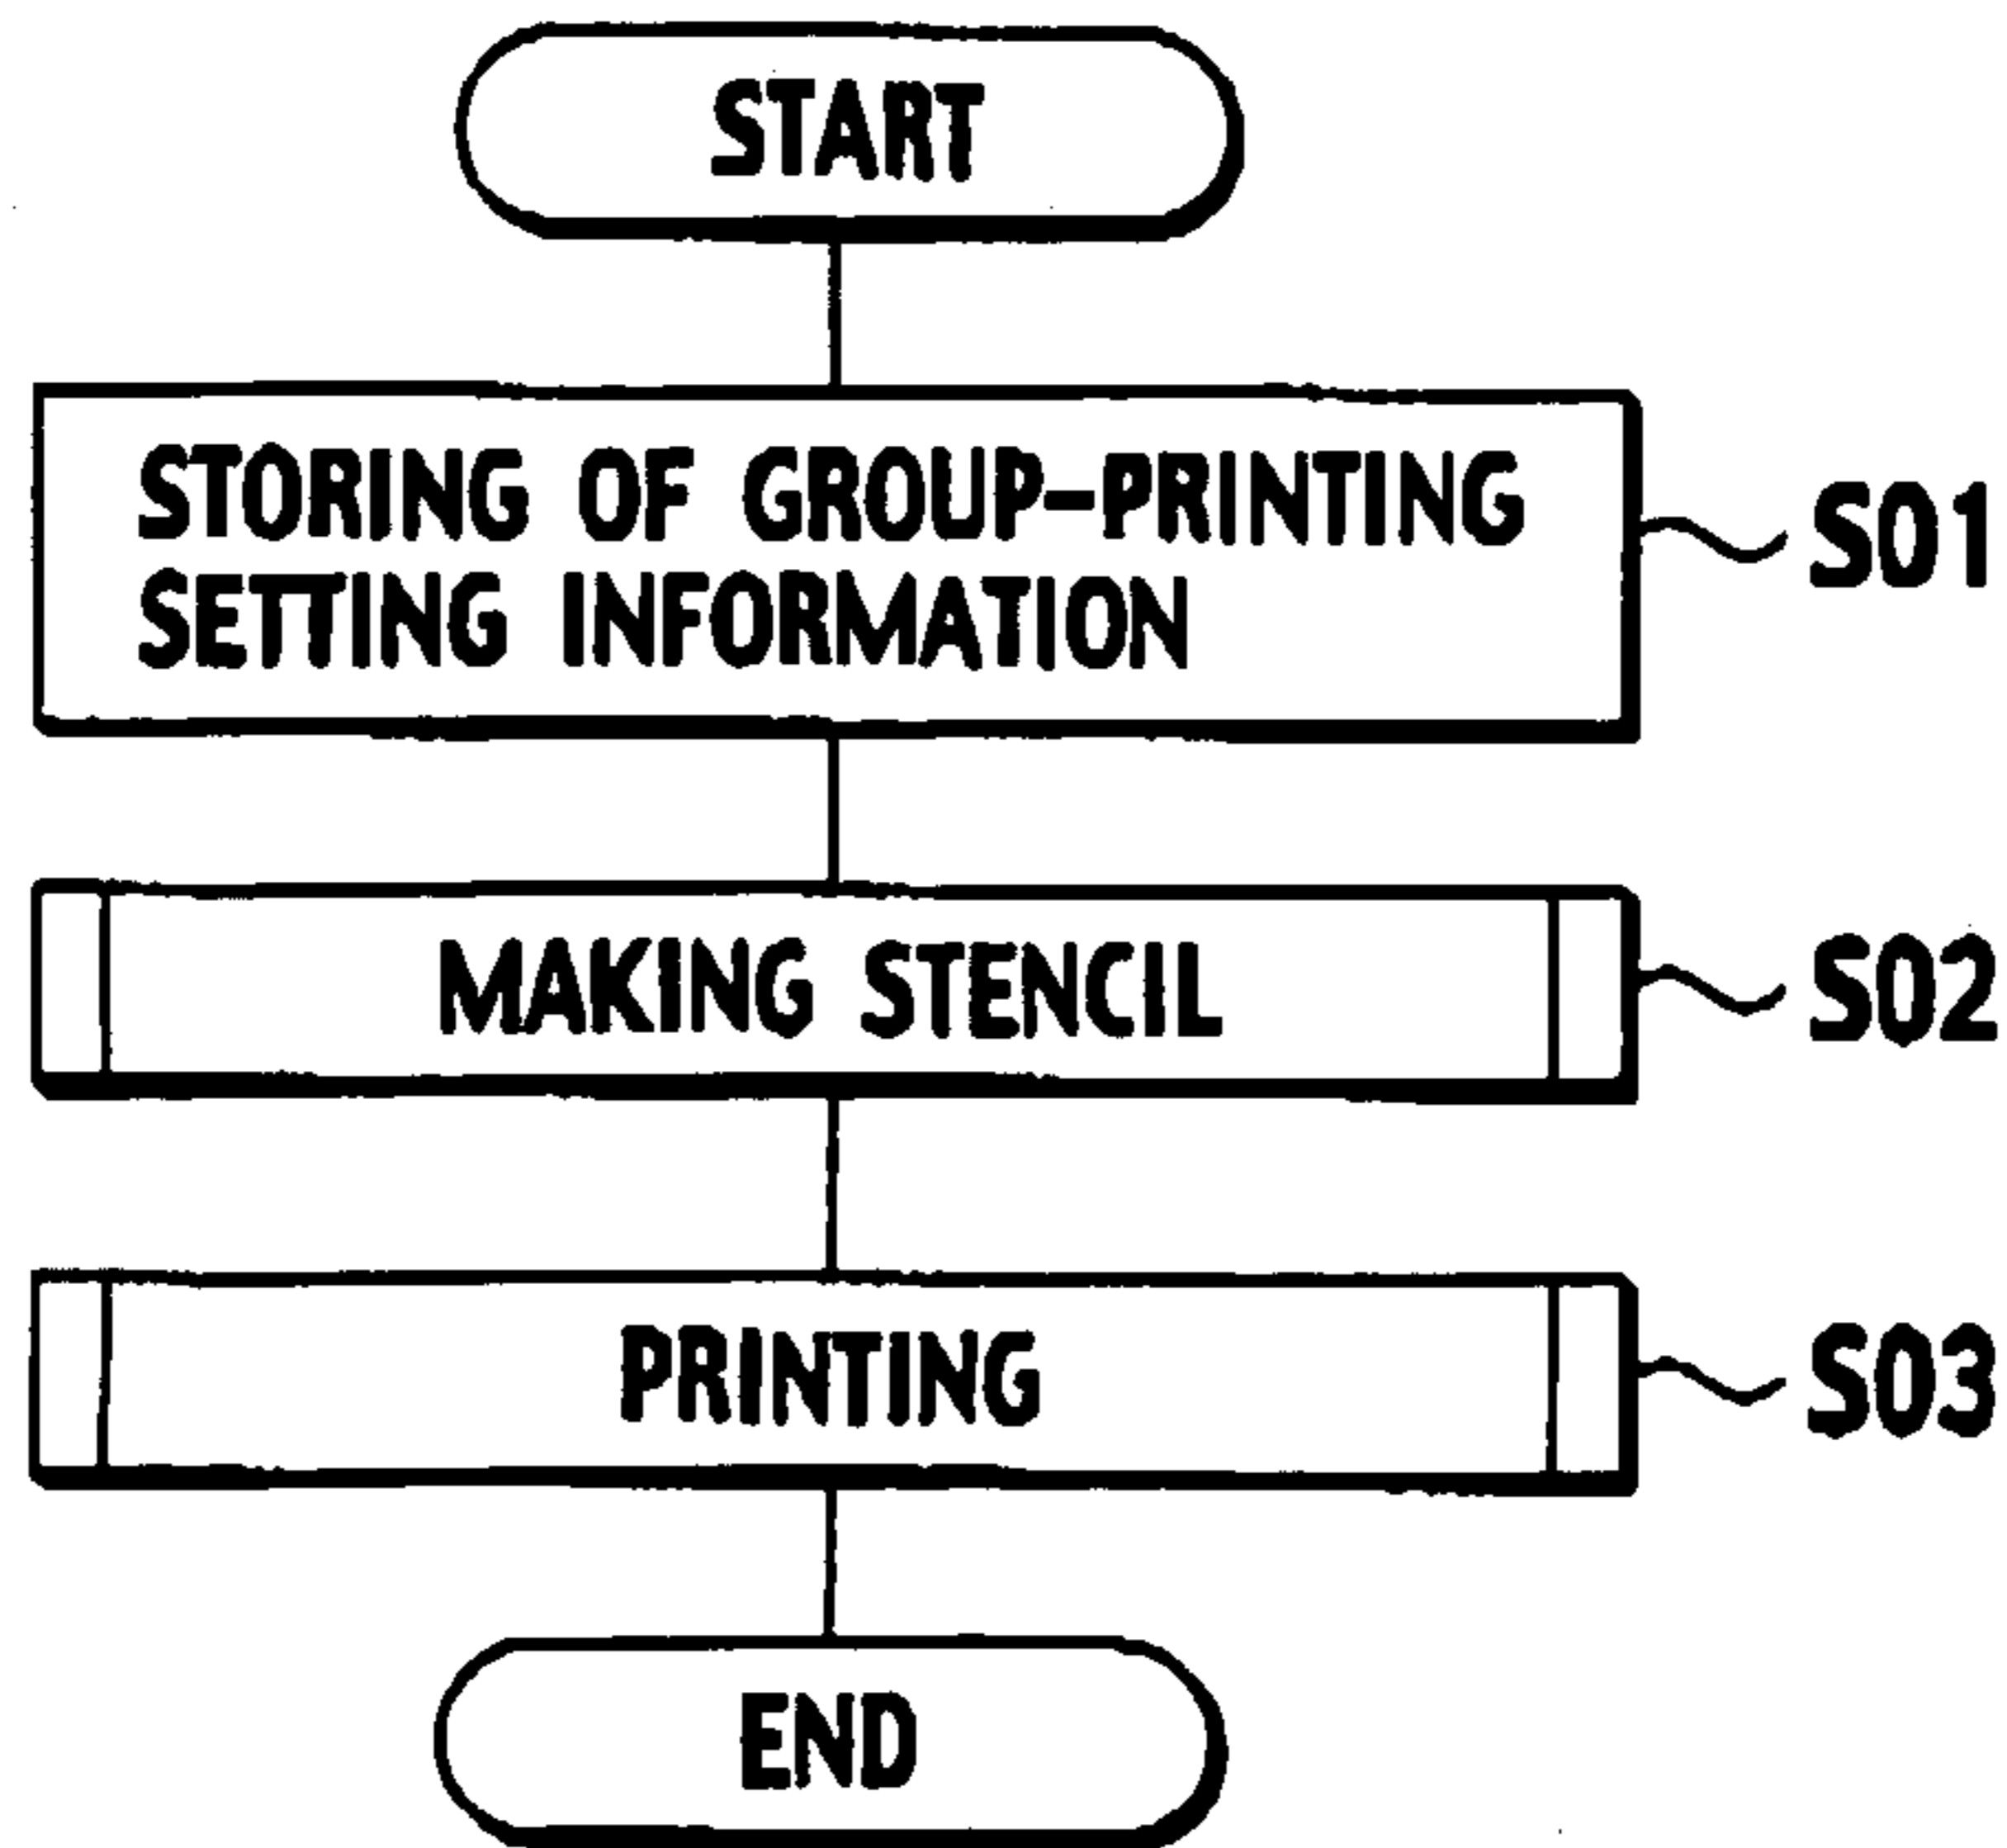 START
STORING OF GROUP-PRINTING
SETTING INFORMATION
S01
MAKING STENCIL
S02
PRINTING
S03
END